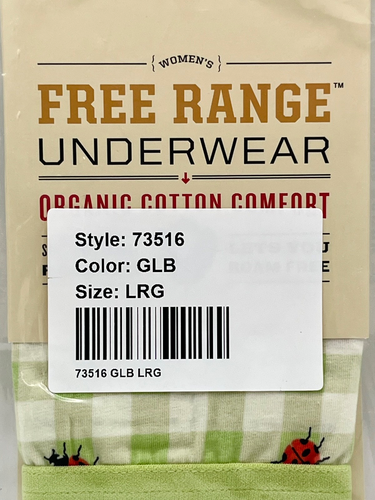 {WOMEN'S}
FREE RANGE™
UNDERWEAR
ORGANIC COTTON COMFORT
Style: 73516
Color: GLB
Size: LRG
73516 GLB LRG